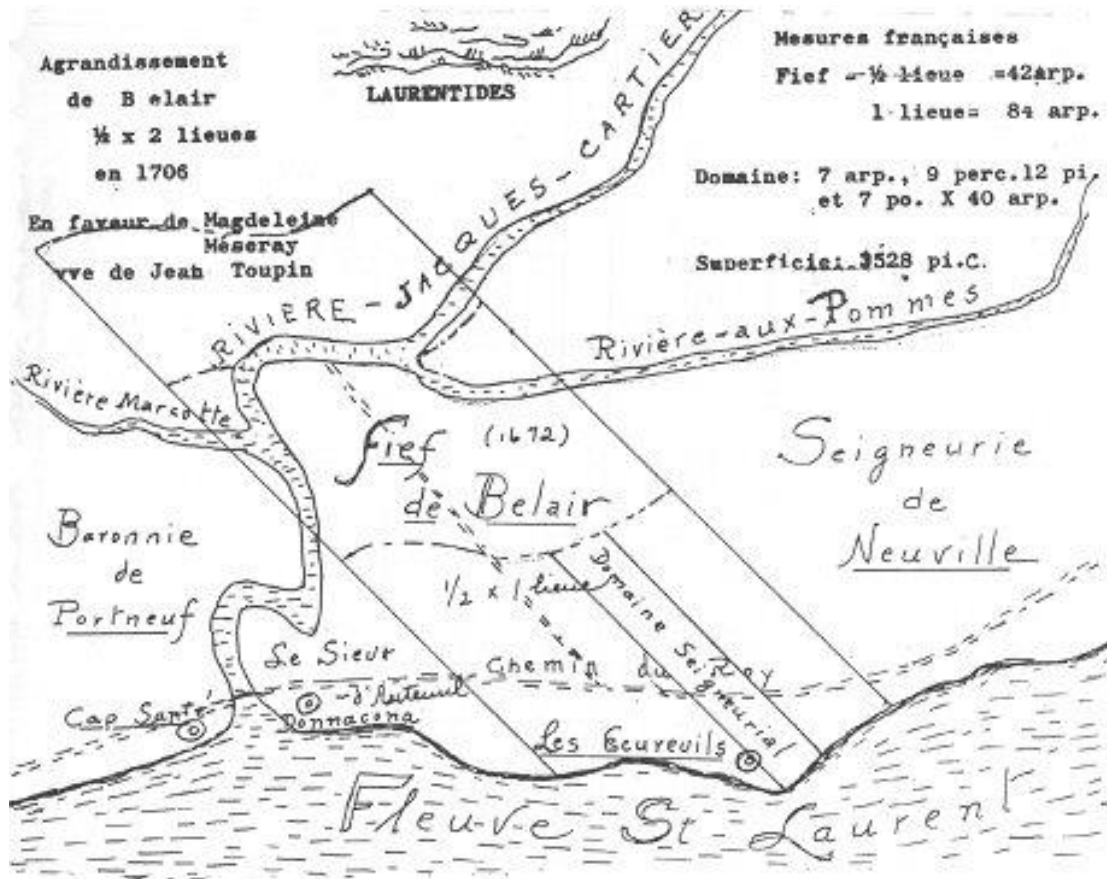 Agrandissement
de B elair
½ x 2 lieues
en 1706
En faveur de Magdeleine
Méseray
vve de Jean Toupin
LAURENTIDES
Mesures françaises
Fief - ½ lieue =42arp.
1 lieue= 84 arp.
Domaine: 7 arp., 9 perc.12 pi.
et 7 po. X 40 arp.
Superficie: 3528 pi.C.
RIVIÈRE-JACQUES-CARTIER
Rivière-aux-Pommes
Rivière Marcotte
Fief (1672)
de Belair
Seigneurie
de
Neuville
Baronnie
de
Portneuf
1/2 x 1 lieue
Domaine Seigneurial
Le Sieur
d'Auteuil
Chemin du Roy
Cap Santé
Donnacona
Les Ecureuils
Fleuve St Laurent